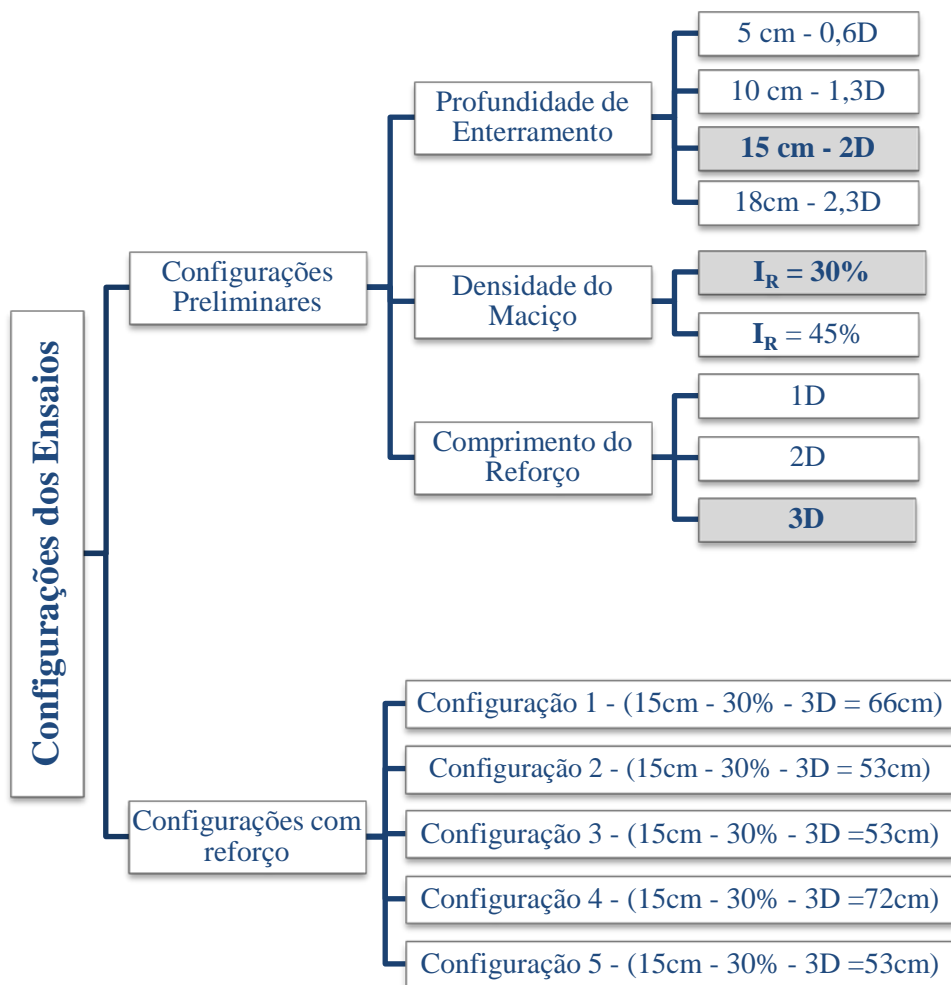 Configurações dos Ensaios
Configurações
Preliminares
Profundidade de
Enterramento
5 cm - 0,6D
10 cm - 1,3D
15 cm - 2D
18cm - 2,3D
Densidade do
Maciço
I_R = 30%
I_R = 45%
Comprimento do
Reforço
1D
2D
3D
Configurações com
reforço
Configuração 1 - (15cm - 30% - 3D = 66cm)
Configuração 2 - (15cm - 30% - 3D = 53cm)
Configuração 3 - (15cm - 30% - 3D =53cm)
Configuração 4 - (15cm - 30% - 3D =72cm)
Configuração 5 - (15cm - 30% - 3D =53cm)